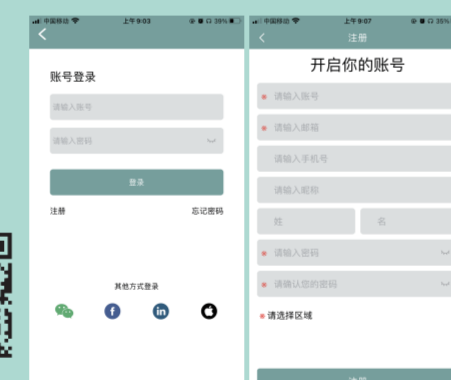 中国移动 上午9:03 39%
账号登录
请输入账号
请输入密码
登录
注册 忘记密码
其他方式登录
中国移动 上午9:07 35%
注册
开启你的账号
* 请输入账号
* 请输入邮箱
请输入手机号
请输入昵称
姓 名
* 请输入密码
* 请确认您的密码
* 请选择区域
注册